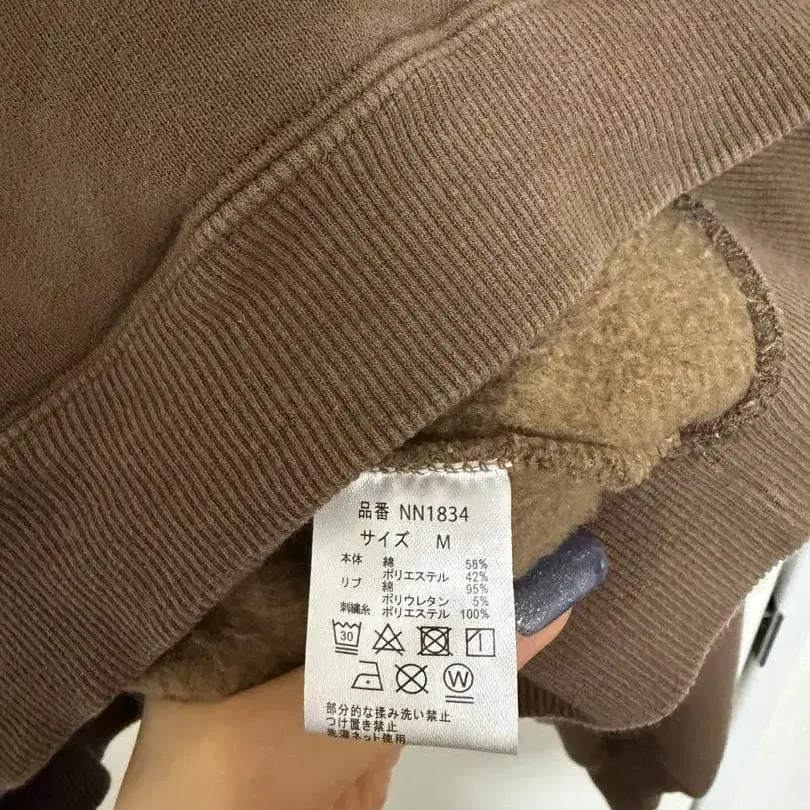 品番 NN1834
サイズ M
本体 綿 58%
ポリエステル 42%
リブ 綿 95%
ポリウレタン 5%
刺繍糸 ポリエステル 100%
30
W
部分的な揉み洗い禁止
つけ置き禁止
洗濯ネット使用